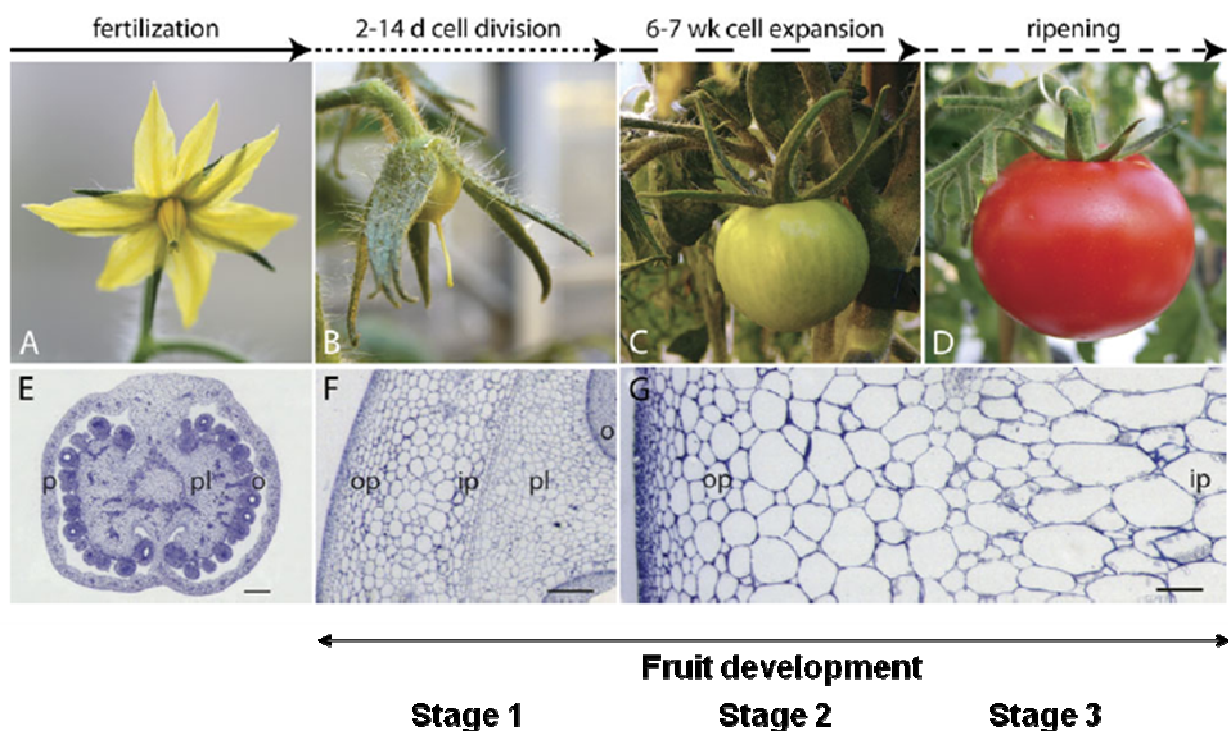 fertilization 2-14 d cell division 6-7 wk cell expansion ripening
A B C D
E F G
p pl o op ip pl o op ip
Fruit development
Stage 1 Stage 2 Stage 3